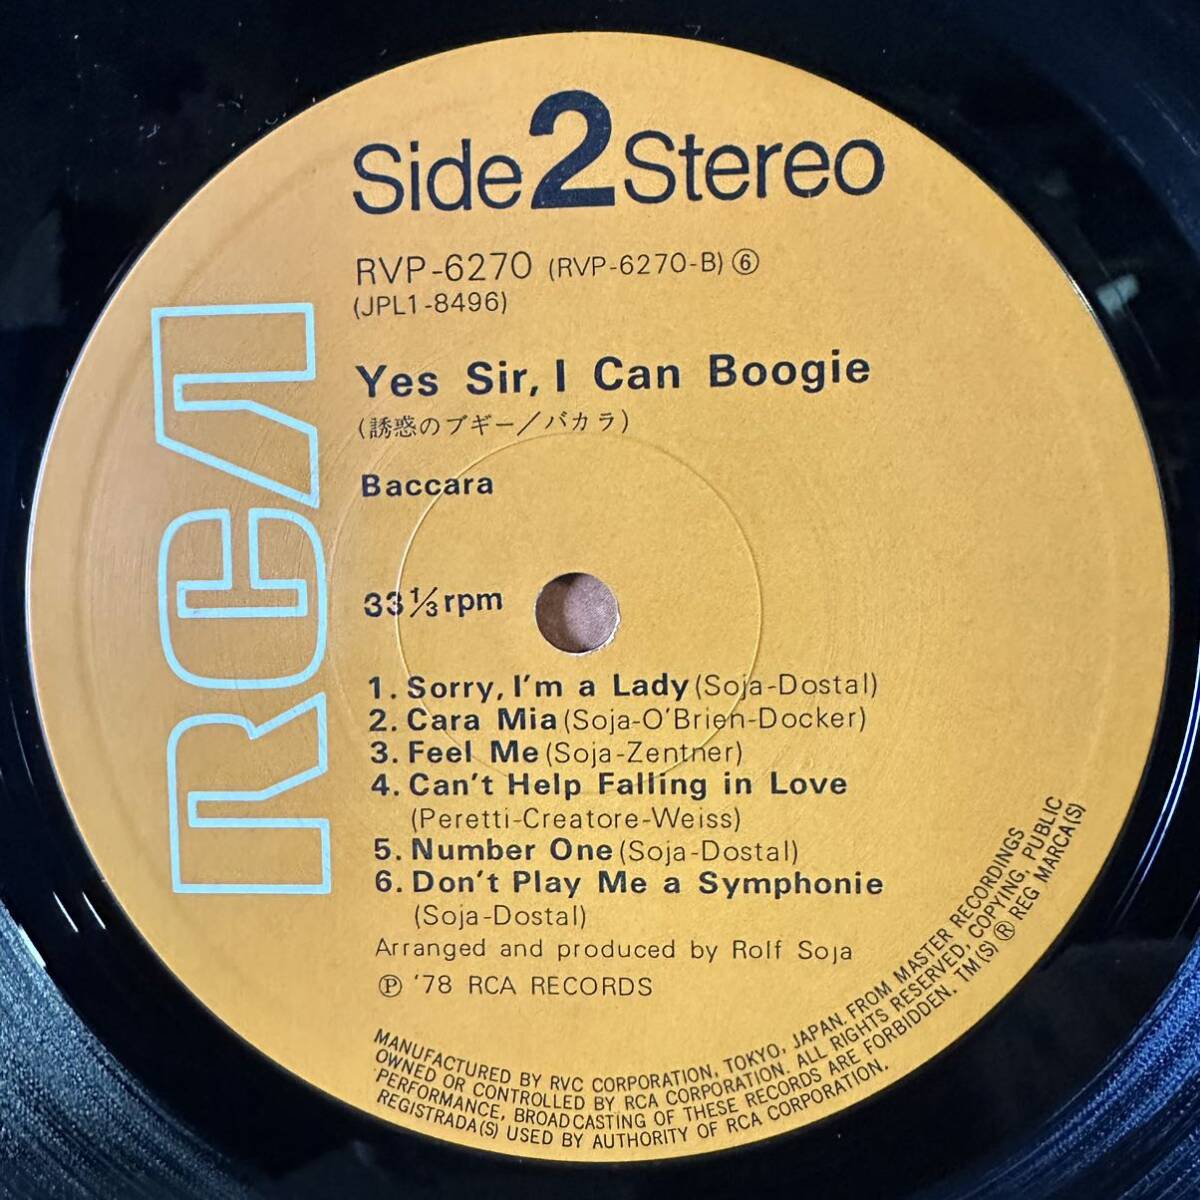 Side 2 Stereo
RVP-6270 (RVP-6270-B) ⑥
(JPL1-8496)
Yes Sir, I Can Boogie
(誘惑のブギー/バカラ)
Baccara
33 1/3 rpm
RCA
1. Sorry, I'm a Lady (Soja-Dostal)
2. Cara Mia (Soja-O'Brien-Docker)
3. Feel Me (Soja-Zentner)
4. Can't Help Falling in Love
(Peretti-Creatore-Weiss)
5. Number One (Soja-Dostal)
6. Don't Play Me a Symphonie
(Soja-Dostal)
Arranged and produced by Rolf Soja
℗ '78 RCA RECORDS
MANUFACTURED BY RVC CORPORATION, TOKYO, JAPAN. FROM MASTER RECORDINGS
OWNED OR CONTROLLED BY RCA CORPORATION. ALL RIGHTS RESERVED, COPYING, PUBLIC
PERFORMANCE, BROADCASTING OF THESE RECORDS ARE FORBIDDEN. TM(S) ® REG MARCA(S)
REGISTRADA(S) USED BY AUTHORITY OF RCA CORPORATION.